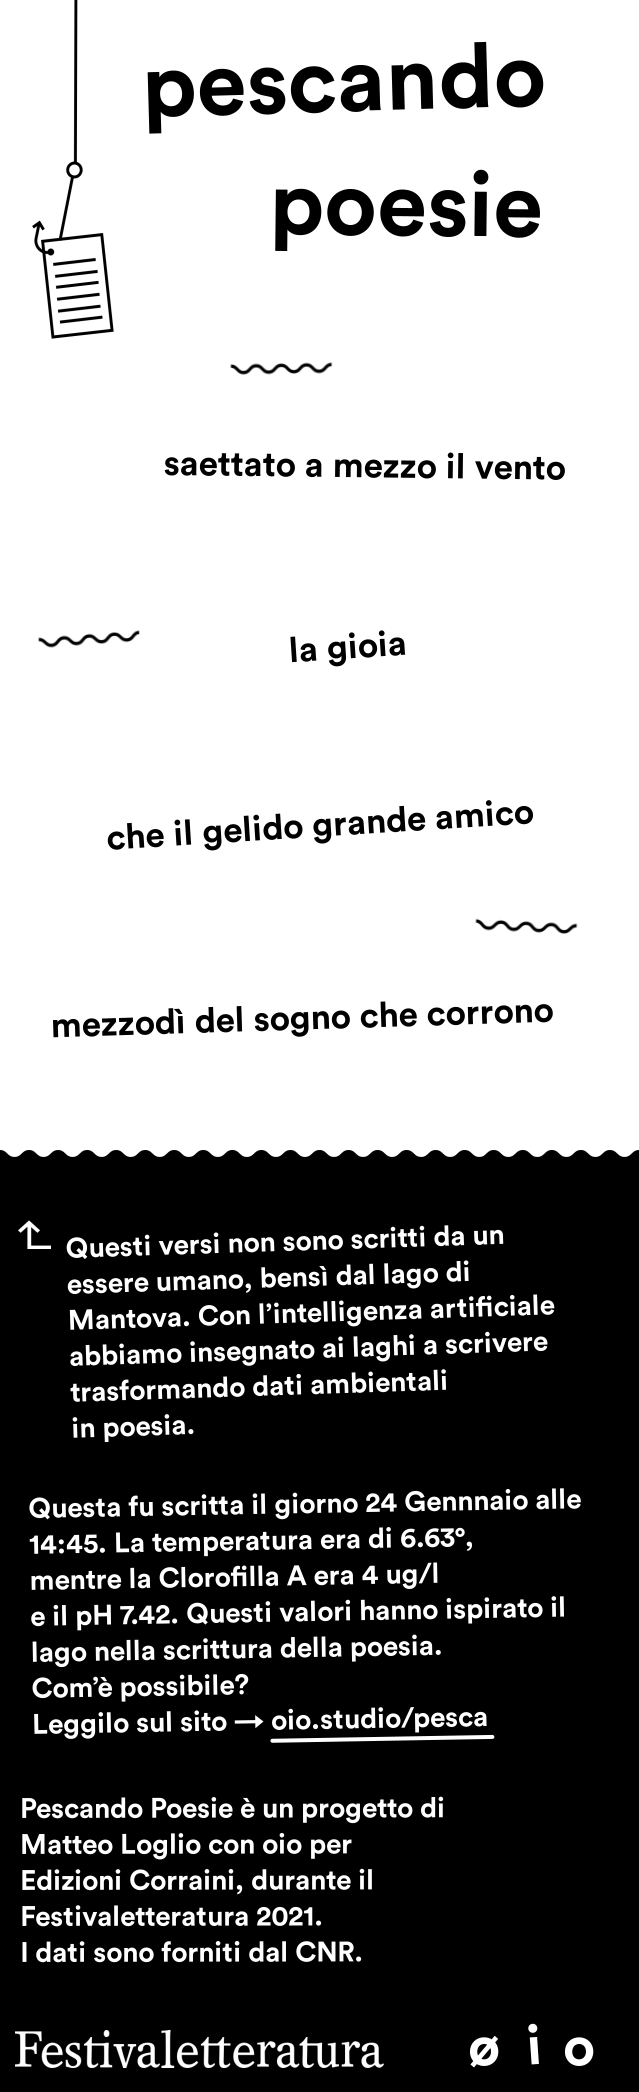 pescando
poesie
saettato a mezzo il vento
la gioia
che il gelido grande amico
mezzodì del sogno che corrono
Questi versi non sono scritti da un
essere umano, bensì dal lago di
Mantova. Con l’intelligenza artificiale
abbiamo insegnato ai laghi a scrivere
trasformando dati ambientali
in poesia.
Questa fu scritta il giorno 24 Gennnaio alle
14:45. La temperatura era di 6.63°,
mentre la Clorofilla A era 4 ug/l
e il pH 7.42. Questi valori hanno ispirato il
lago nella scrittura della poesia.
Com’è possibile?
Leggilo sul sito → oio.studio/pesca
Pescando Poesie è un progetto di
Matteo Loglio con oio per
Edizioni Corraini, durante il
Festivaletteratura 2021.
I dati sono forniti dal CNR.
Festivaletteratura ø i o